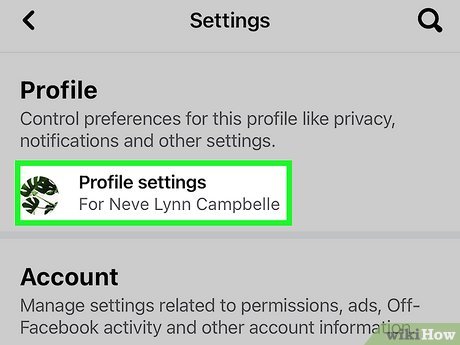 Settings
Profile
Control preferences for this profile like privacy,
notifications and other settings.
Profile settings
For Neve Lynn Campbelle
Account
Manage settings related to permissions, ads, Off-
Facebook activity and other account information.
wikiHow